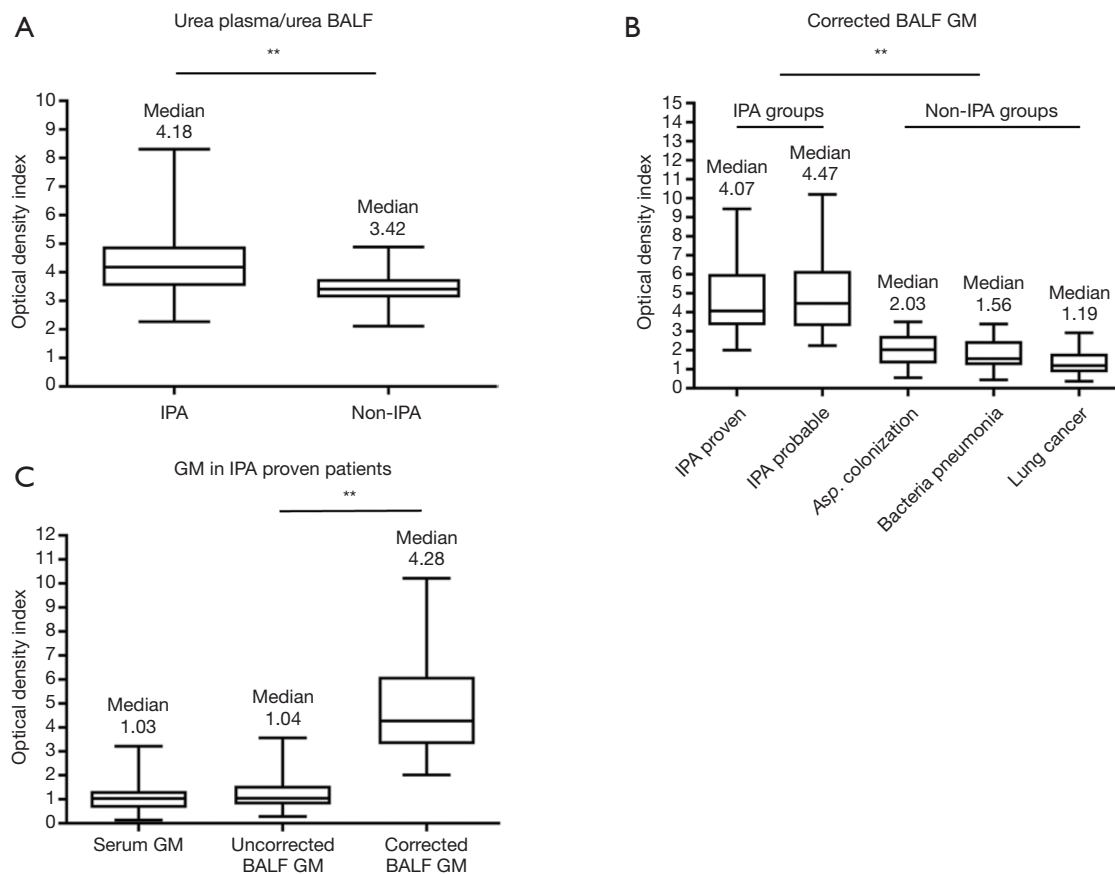 A
Urea plasma/urea BALF
**
Optical density index
10
9
8
7
6
5
4
3
2
1
0
Median
4.18
Median
3.42
IPA
Non-IPA
B
Corrected BALF GM
**
IPA groups
Non-IPA groups
Optical density index
15
14
13
12
11
10
9
8
7
6
5
4
3
2
1
0
Median
4.07
Median
4.47
Median
2.03
Median
1.56
Median
1.19
IPA proven
IPA probable
Asp. colonization
Bacteria pneumonia
Lung cancer
C
GM in IPA proven patients
**
Optical density index
12
11
10
9
8
7
6
5
4
3
2
1
0
Median
1.03
Median
1.04
Median
4.28
Serum GM
Uncorrected
BALF GM
Corrected
BALF GM